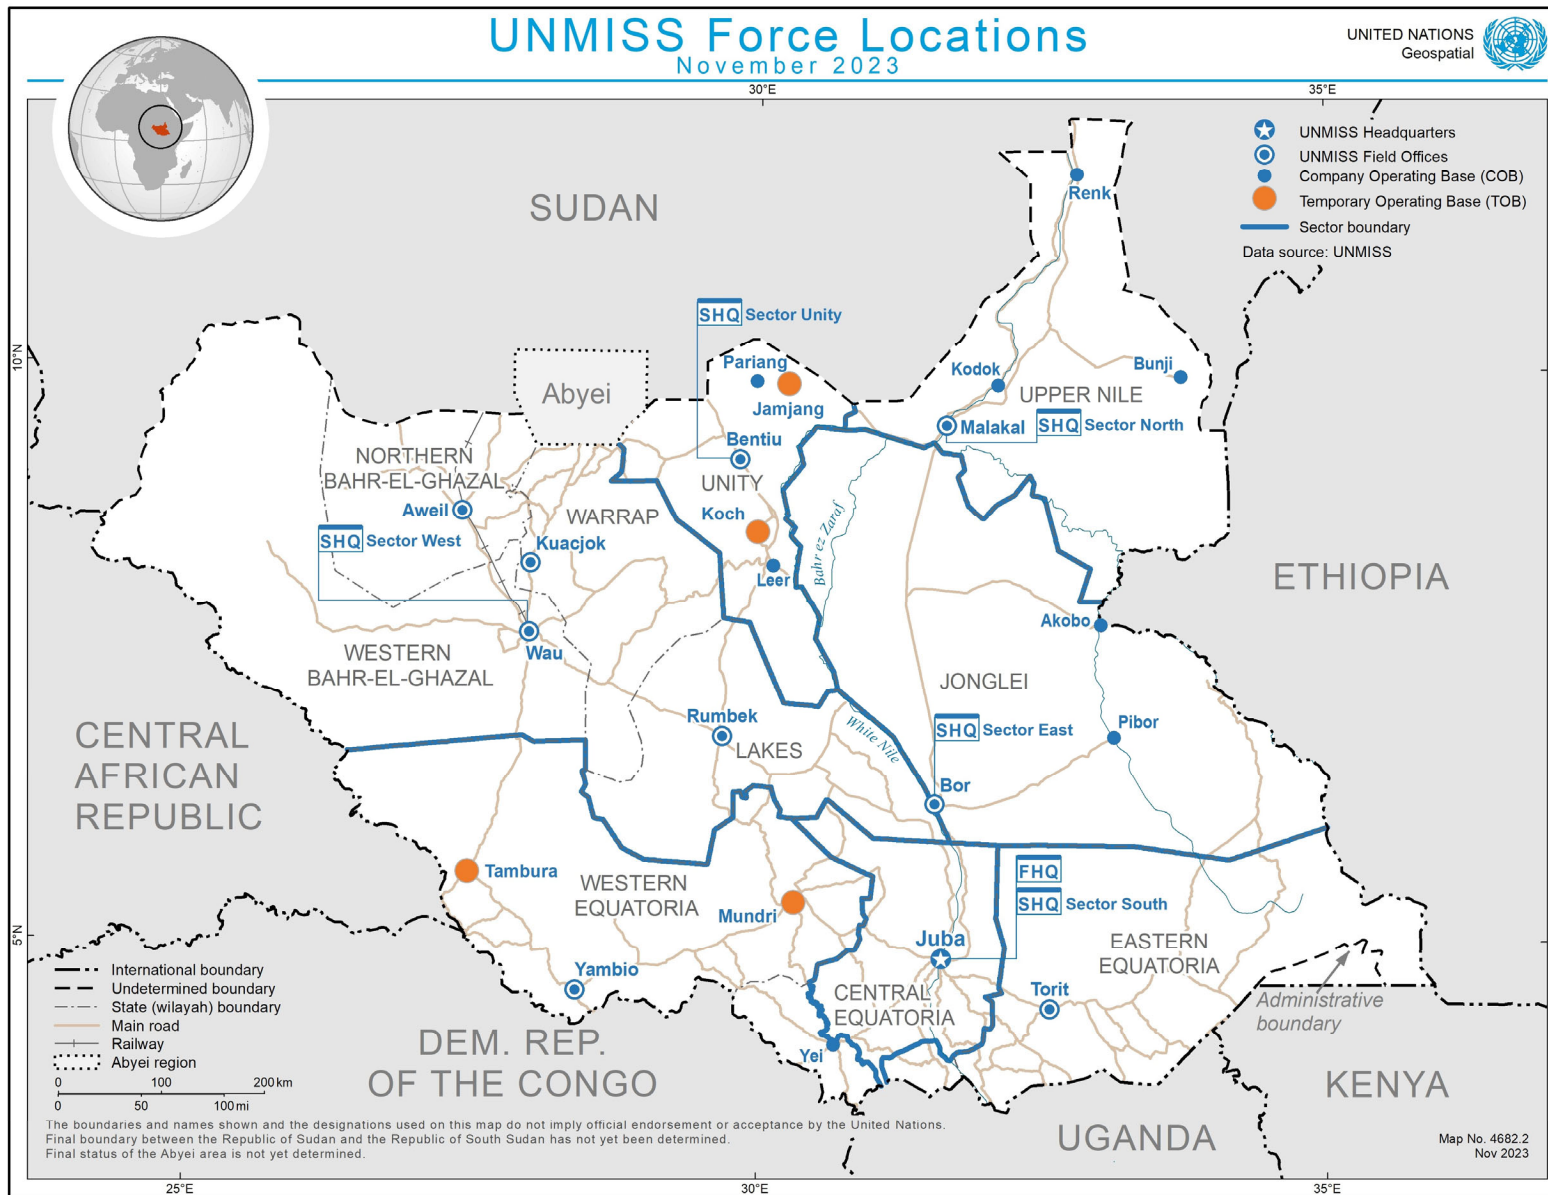 UNMISS Force Locations
November 2023
UNITED NATIONS
Geospatial
30°E
35°E
UNMISS Headquarters
UNMISS Field Offices
Company Operating Base (COB)
Temporary Operating Base (TOB)
Sector boundary
Data source: UNMISS
SUDAN
Renk
SHQ Sector Unity
10°N
Pariang
Jamjang
Kodok
Bunji
UPPER NILE
Abyei
Malakal
SHQ Sector North
Bentiu
NORTHERN
BAHR-EL-GHAZAL
UNITY
Aweil
WARRAP
Koch
Bahr ez Zaraf
SHQ Sector West
Kuacjok
Leer
ETHIOPIA
Akobo
Wau
WESTERN
BAHR-EL-GHAZAL
JONGLEI
Rumbek
White Nile
SHQ Sector East
Pibor
LAKES
CENTRAL
AFRICAN
REPUBLIC
Bor
Tambura
WESTERN
EQUATORIA
FHQ
SHQ Sector South
Mundri
5°N
Juba
EASTERN
EQUATORIA
Yambio
CENTRAL
EQUATORIA
Torit
Administrative
boundary
Yei
DEM. REP.
OF THE CONGO
KENYA
UGANDA
International boundary
Undetermined boundary
State (wilayah) boundary
Main road
Railway
Abyei region
0 100 200 km
0 50 100 mi
The boundaries and names shown and the designations used on this map do not imply official endorsement or acceptance by the United Nations.
Final boundary between the Republic of Sudan and the Republic of South Sudan has not yet been determined.
Final status of the Abyei area is not yet determined.
Map No. 4682.2
Nov 2023
25°E
30°E
35°E